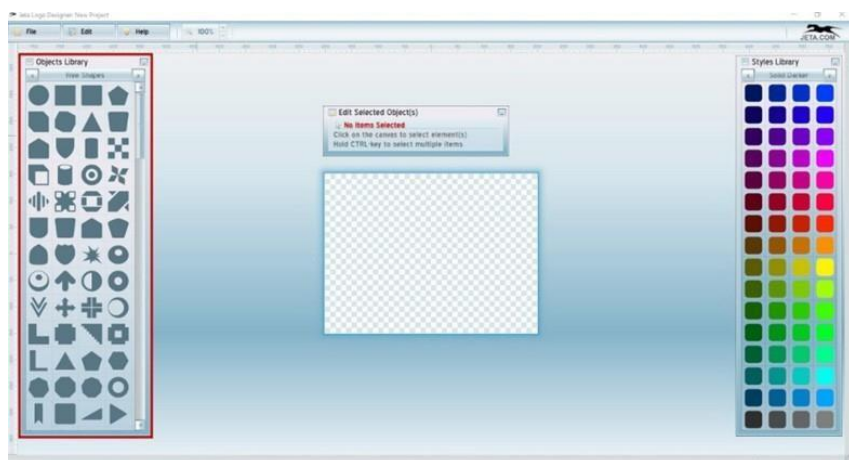 Jeta Logo Designer New Project
File
Edit
Help
100%
JETA.COM
Objects Library
Free Shapes
Edit Selected Object(s)
No Items Selected
Click on the canvas to select element(s)
Hold CTRL key to select multiple items
Styles Library
Solid Darker